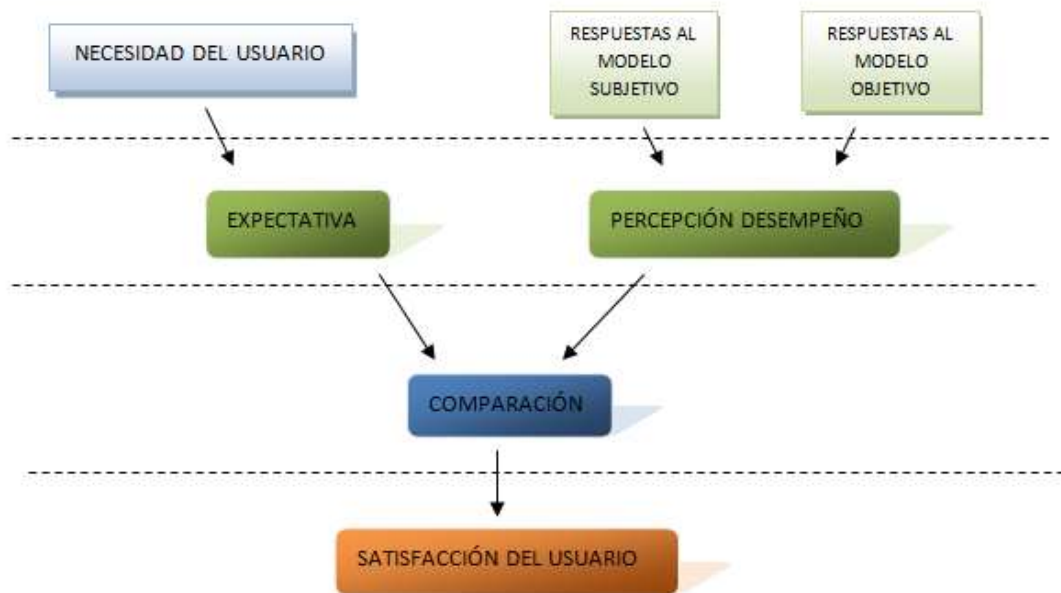 NECESIDAD DEL USUARIO
RESPUESTAS AL
MODELO
SUBJETIVO
RESPUESTAS AL
MODELO
OBJETIVO
EXPECTATIVA
PERCEPCIÓN DESEMPEÑO
COMPARACIÓN
SATISFACCIÓN DEL USUARIO